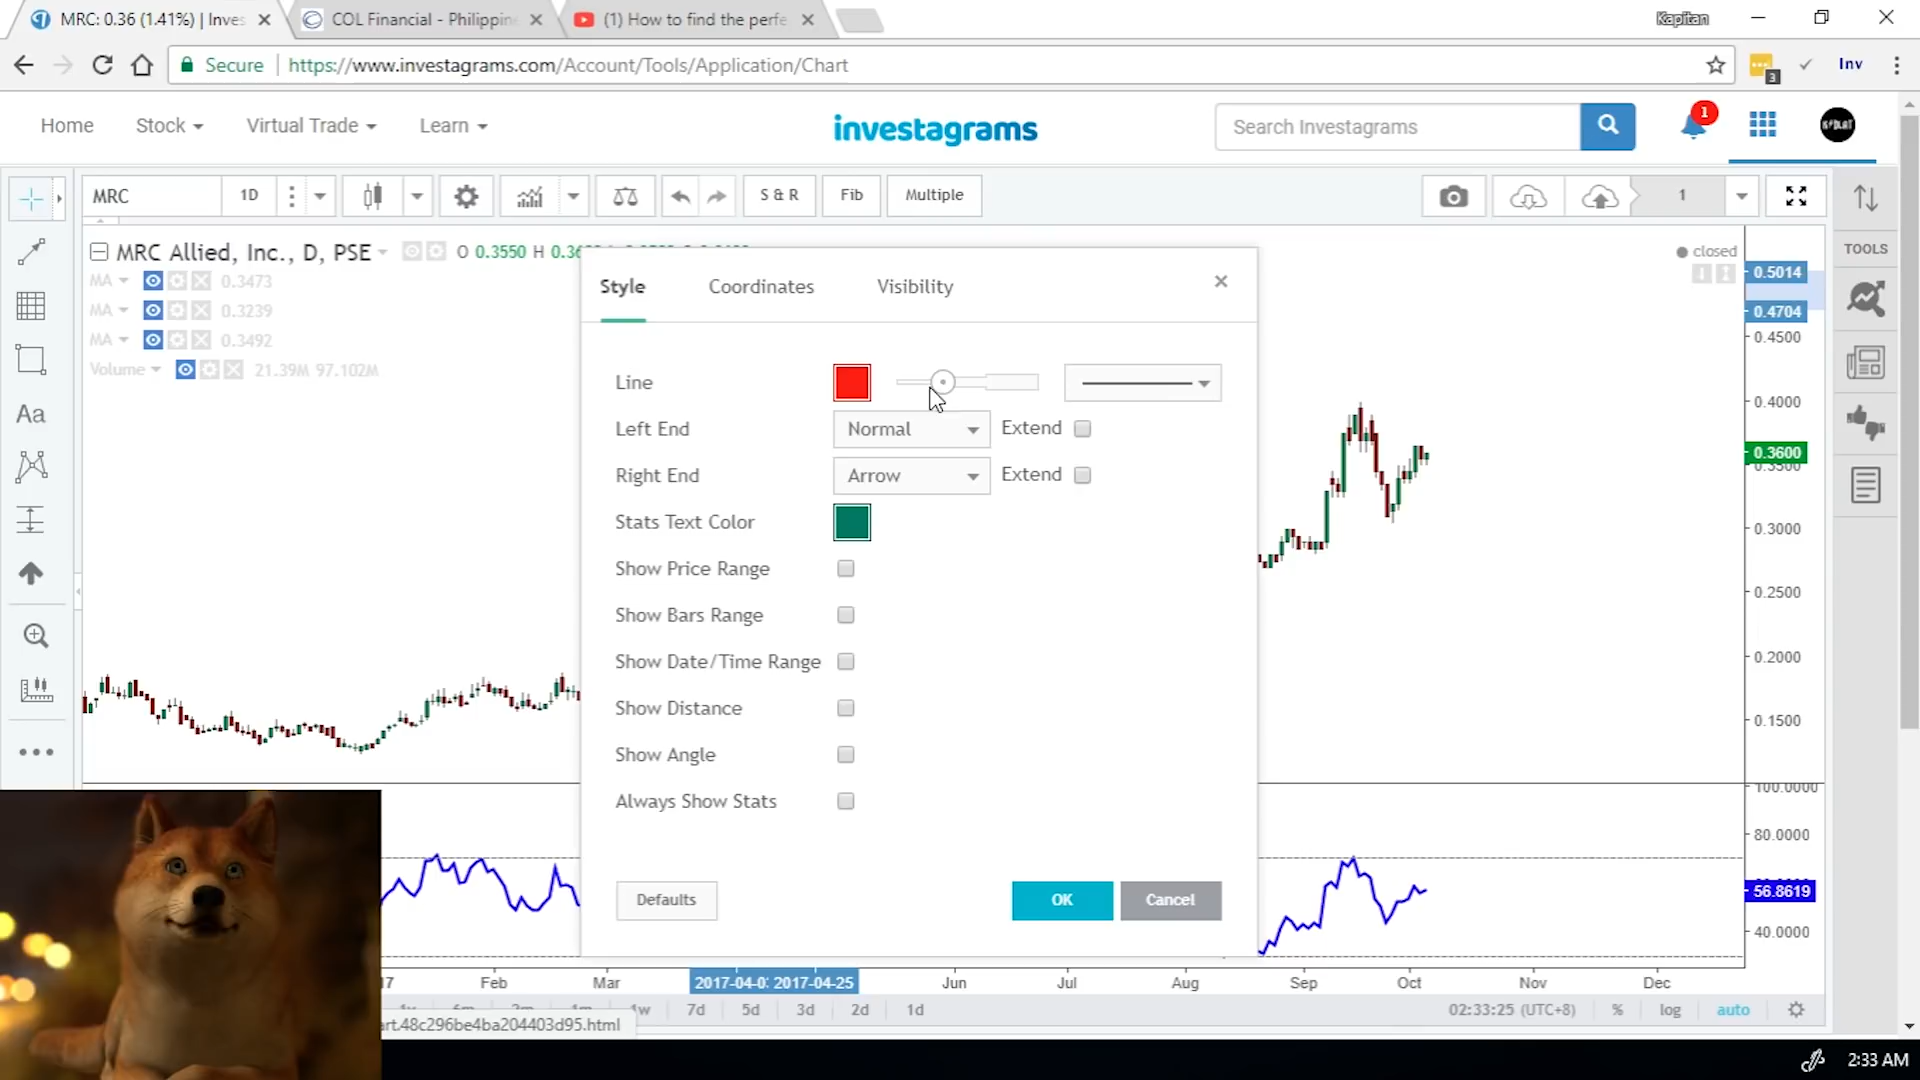 MRC: 0.36 (1.41%) | Inves
COL Financial - Philippin
(1) How to find the perfe
Kapitan
Secure
https://www.investagrams.com/Account/Tools/Application/Chart
3
Inv
Home
Stock
Virtual Trade
Learn
investagrams
Search Investagrams
1
MRC
1D
S & R
Fib
Multiple
1
TOOLS
MRC Allied, Inc., D, PSE
O 0.3550 H
closed
MA 0.3473
MA 0.3239
MA 0.3492
Volume 21.39M 97.102M
Style
Coordinates
Visibility
Line
Left End
Normal
Extend
Right End
Arrow
Extend
Stats Text Color
Show Price Range
Show Bars Range
Show Date/Time Range
Show Distance
Show Angle
Always Show Stats
Defaults
OK
Cancel
0.5014
0.4704
0.4500
0.4000
0.3600
0.3500
0.3000
0.2500
0.2000
0.1500
100.0000
80.0000
56.8619
40.0000
Aa
Feb
Mar
2017-04-0
2017-04-25
Jun
Jul
Aug
Sep
Oct
Nov
Dec
1w
7d
5d
3d
2d
1d
02:33:25 (UTC+8)
%
log
auto
art.48c296be4ba204403d95.html
2:33 AM